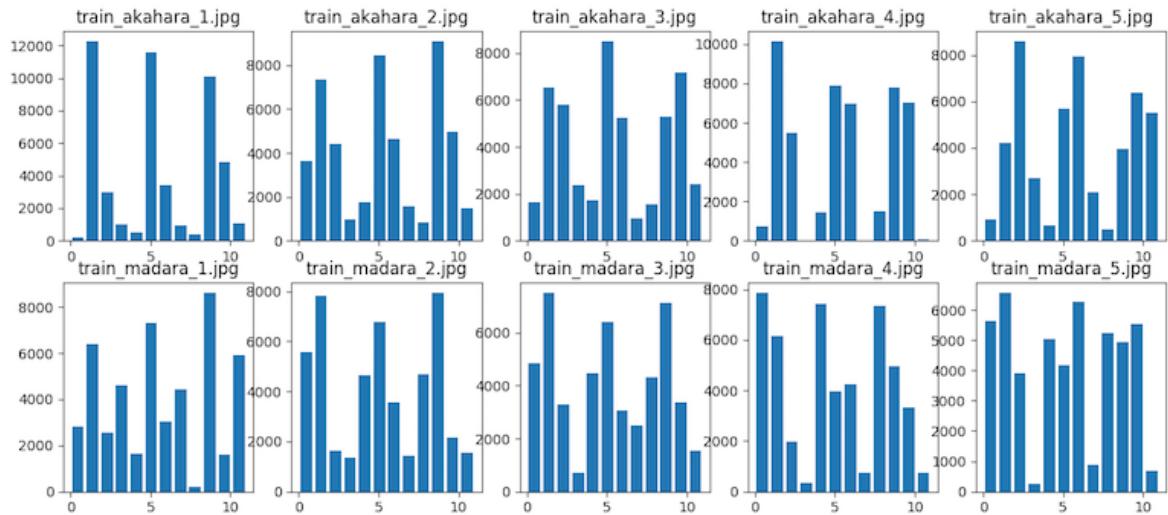 train_akahara_1.jpg train_akahara_2.jpg train_akahara_3.jpg train_akahara_4.jpg train_akahara_5.jpg
12000 10000 8000 6000 4000 2000 0
8000 6000 4000 2000 0
8000 6000 4000 2000 0
10000 8000 6000 4000 2000 0
8000 6000 4000 2000 0
0 5 10 0 5 10 0 5 10 0 5 10 0 5 10
train_madara_1.jpg train_madara_2.jpg train_madara_3.jpg train_madara_4.jpg train_madara_5.jpg
8000 6000 4000 2000 0
8000 6000 4000 2000 0
6000 4000 2000 0
8000 6000 4000 2000 0
6000 5000 4000 3000 2000 1000 0
0 5 10 0 5 10 0 5 10 0 5 10 0 5 10